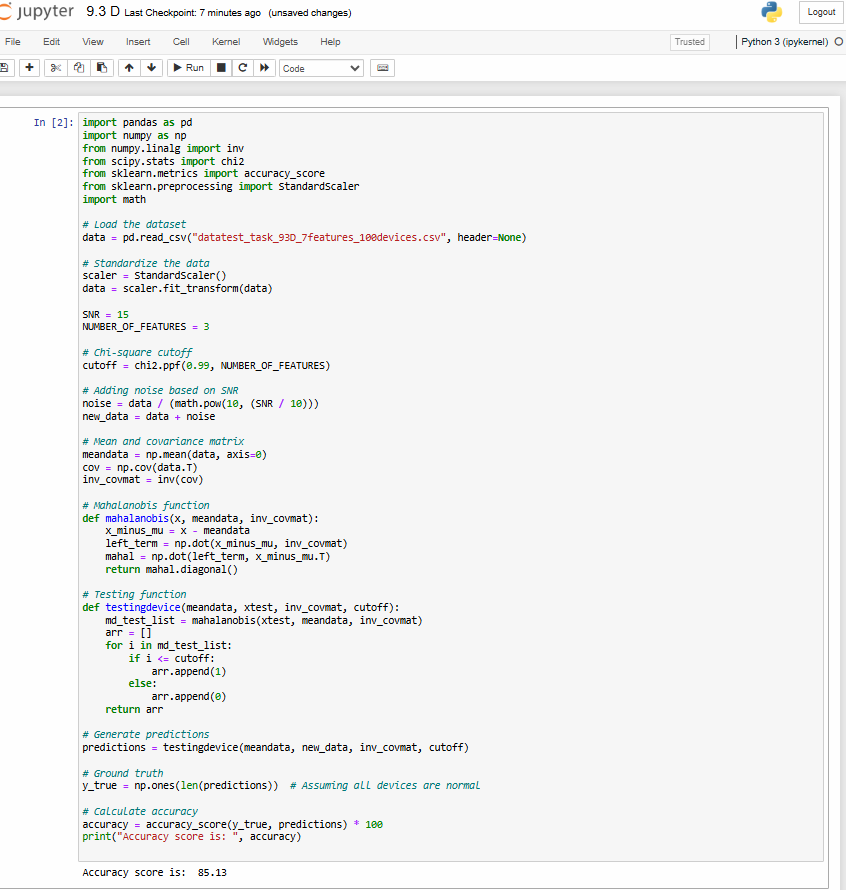 jupyter 9.3 D Last Checkpoint: 7 minutes ago (unsaved changes)
Logout
File Edit View Insert Cell Kernel Widgets Help
Trusted
Python 3 (ipykernel)
Run
Code
In [2]:
import pandas as pd
import numpy as np
from numpy.linalg import inv
from scipy.stats import chi2
from sklearn.metrics import accuracy_score
from sklearn.preprocessing import StandardScaler
import math

# Load the dataset
data = pd.read_csv("datatest_task_93D_7features_100devices.csv", header=None)

# Standardize the data
scaler = StandardScaler()
data = scaler.fit_transform(data)

SNR = 15
NUMBER_OF_FEATURES = 3

# Chi-square cutoff
cutoff = chi2.ppf(0.99, NUMBER_OF_FEATURES)

# Adding noise based on SNR
noise = data / (math.pow(10, (SNR / 10)))
new_data = data + noise

# Mean and covariance matrix
meandata = np.mean(data, axis=0)
cov = np.cov(data.T)
inv_covmat = inv(cov)

# Mahalanobis function
def mahalanobis(x, meandata, inv_covmat):
    x_minus_mu = x - meandata
    left_term = np.dot(x_minus_mu, inv_covmat)
    mahal = np.dot(left_term, x_minus_mu.T)
    return mahal.diagonal()

# Testing function
def testingdevice(meandata, xtest, inv_covmat, cutoff):
    md_test_list = mahalanobis(xtest, meandata, inv_covmat)
    arr = []
    for i in md_test_list:
        if i <= cutoff:
            arr.append(1)
        else:
            arr.append(0)
    return arr

# Generate predictions
predictions = testingdevice(meandata, new_data, inv_covmat, cutoff)

# Ground truth
y_true = np.ones(len(predictions))  # Assuming all devices are normal

# Calculate accuracy
accuracy = accuracy_score(y_true, predictions) * 100
print("Accuracy score is: ", accuracy)

Accuracy score is:  85.13